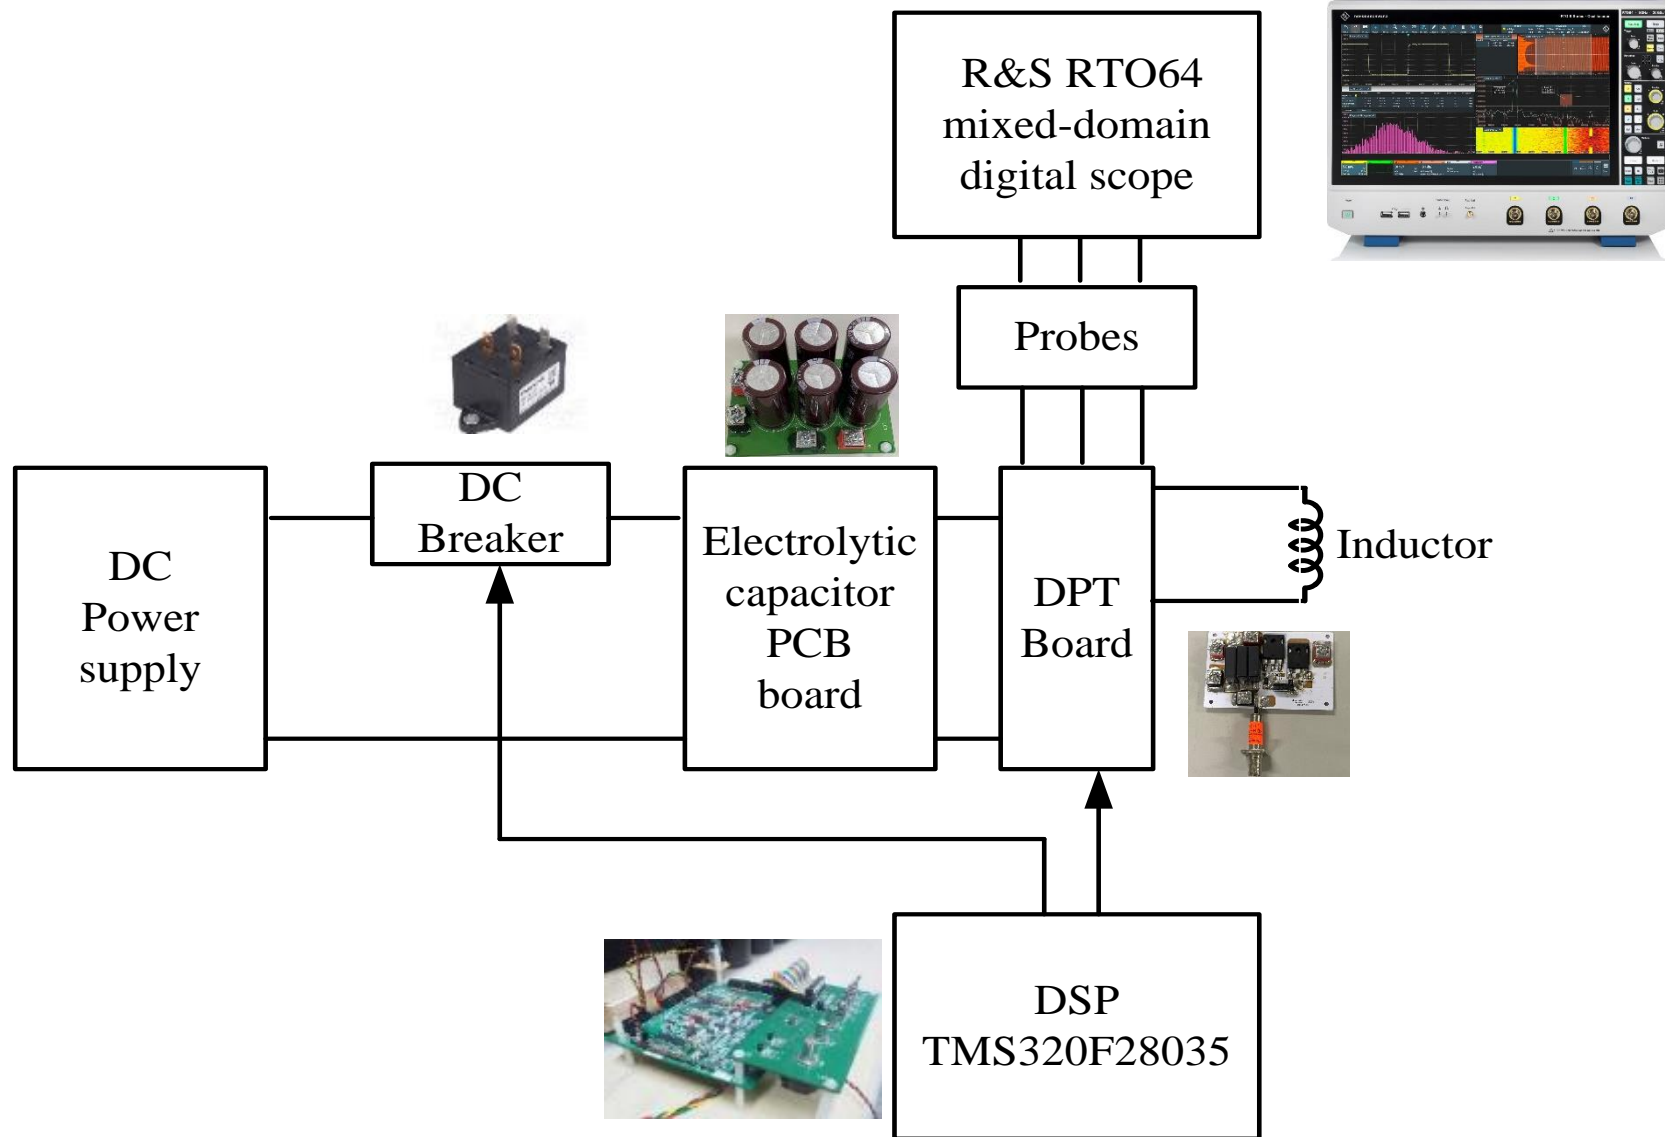 R&S RTO64
mixed-domain
digital scope
Probes
DC
Breaker
DC
Power
supply
Electrolytic
capacitor
PCB
board
DPT
Board
Inductor
DSP
TMS320F28035